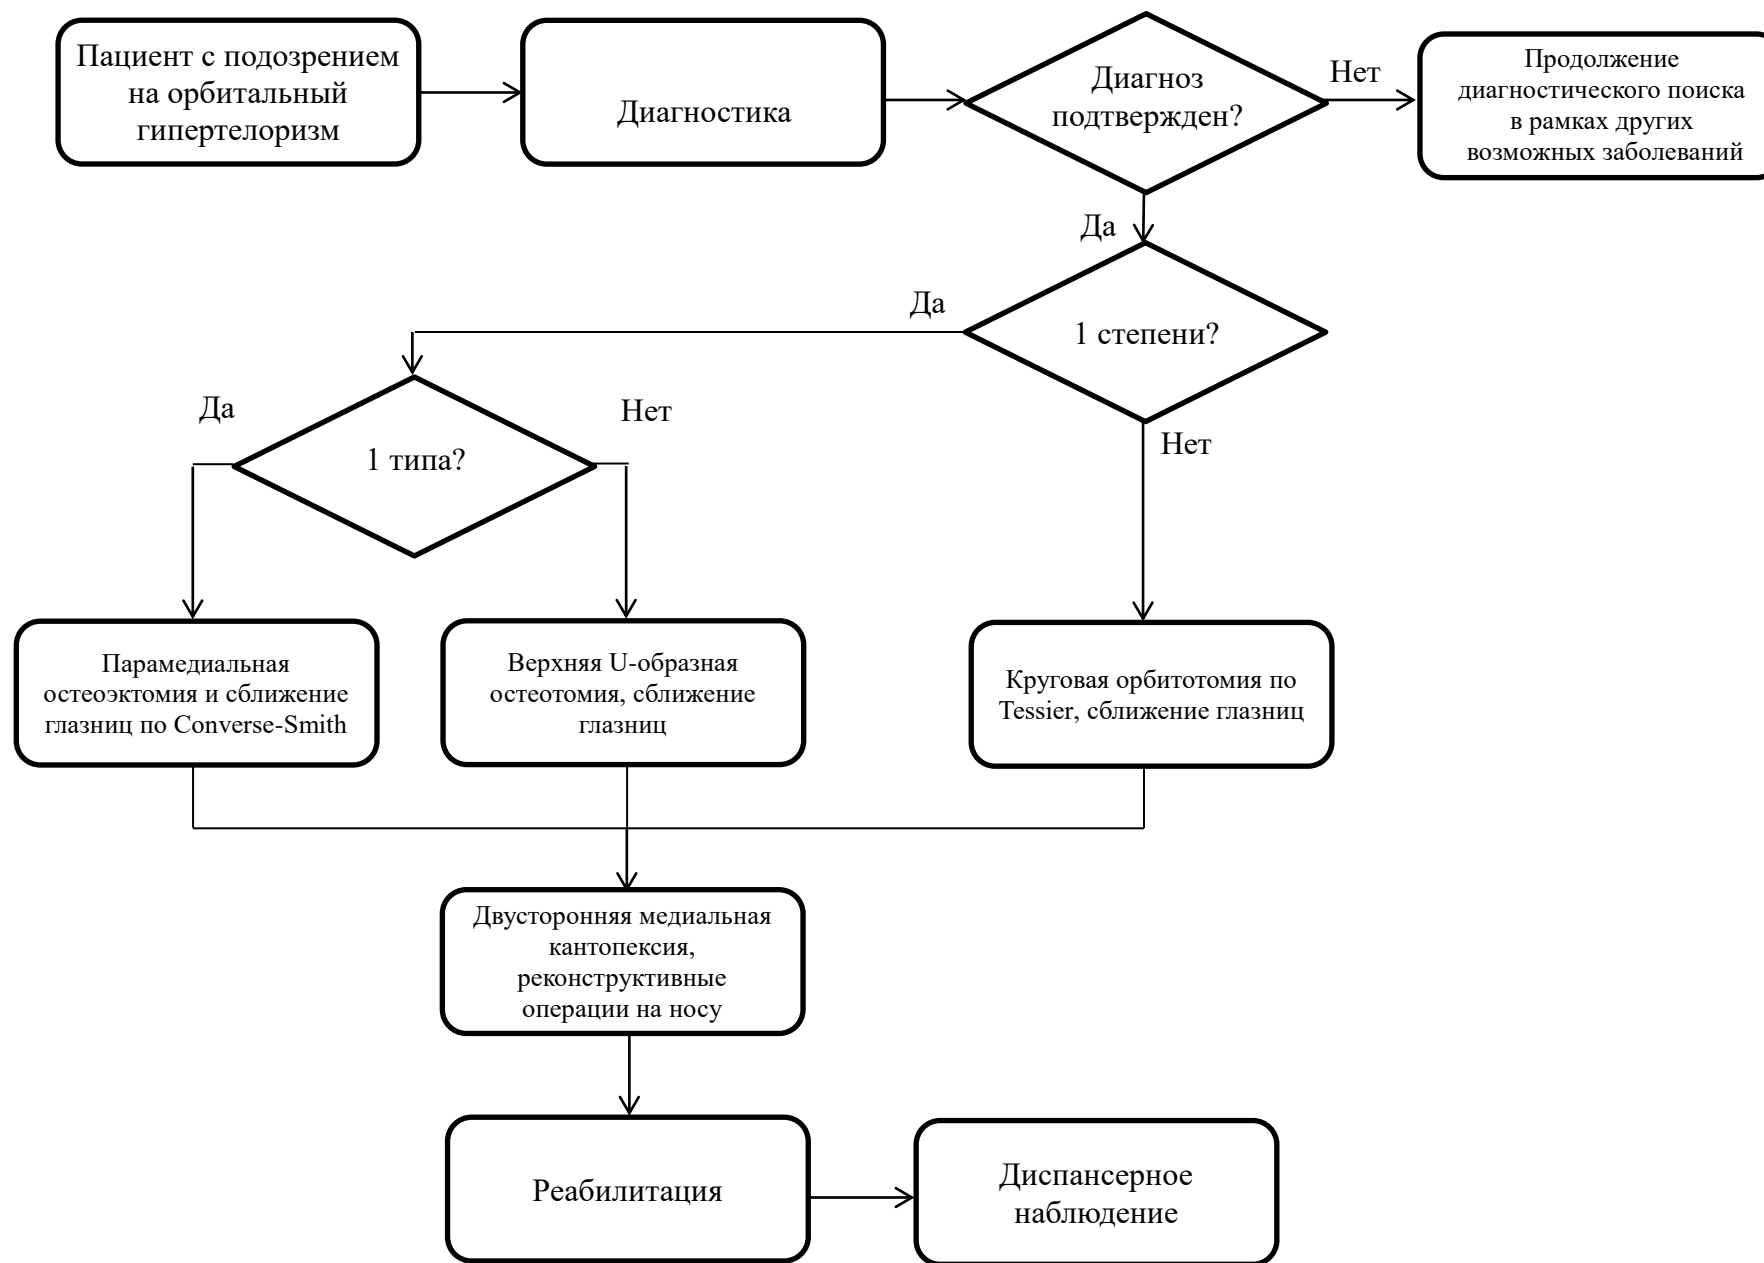 Пациент с подозрением
на орбитальный
гипертелоризм
Диагностика
Диагноз
подтвержден?
Нет
Продолжение
диагностического поиска
в рамках других
возможных заболеваний
Да
1 степени?
Да
Нет
1 типа?
Да
Нет
Парамедиальная
остеоэктомия и сближение
глазниц по Converse-Smith
Верхняя U-образная
остеотомия, сближение
глазниц
Круговая орбитотомия по
Tessier, сближение глазниц
Двусторонняя медиальная
кантопексия,
реконструктивные
операции на носу
Реабилитация
Диспансерное
наблюдение